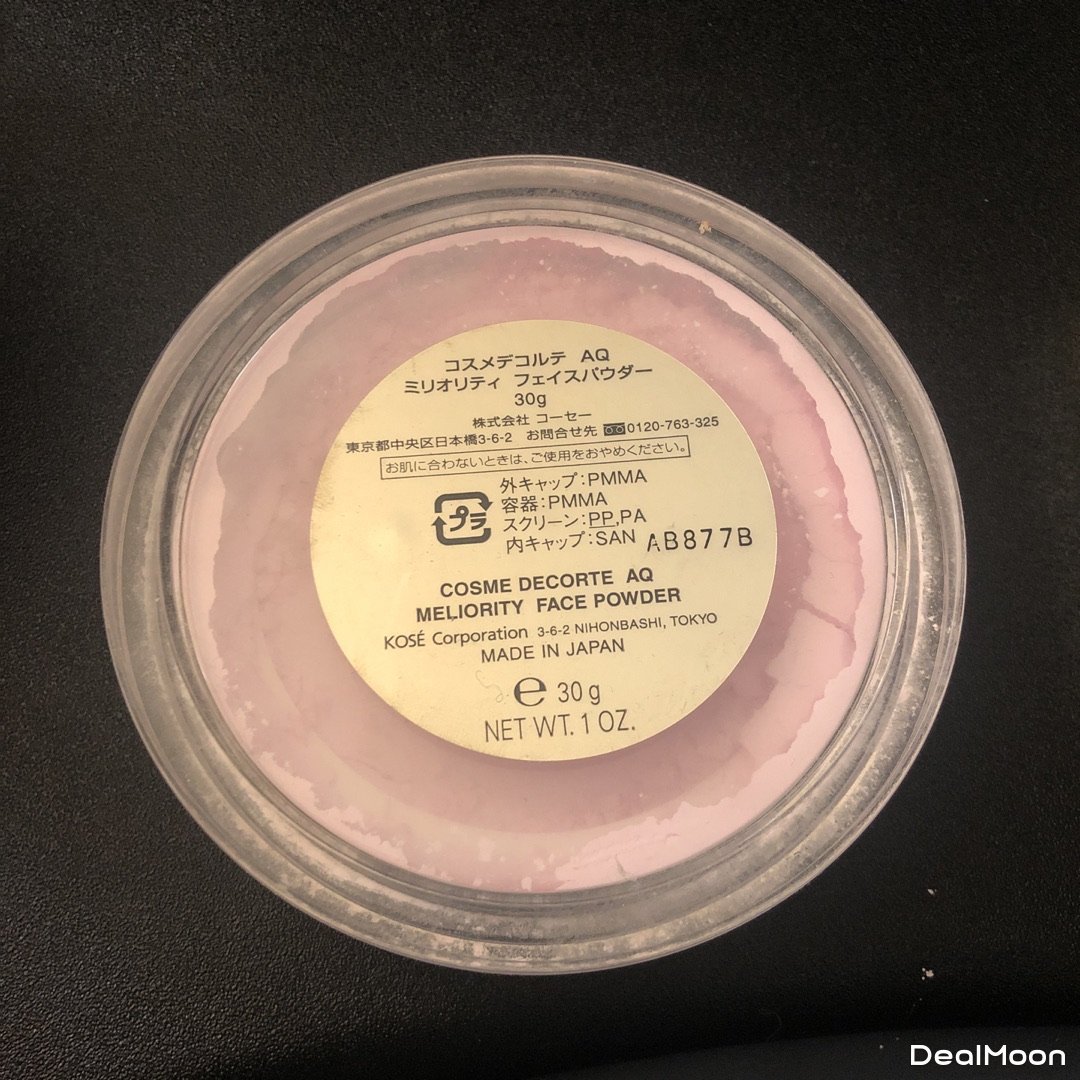 コスメデコルテ AQ
ミリオリティ フェイスパウダー
30g
株式会社 コーセー
東京都中央区日本橋3-6-2 お問合せ先 0120-763-325
お肌に合わないときは、ご使用をおやめください。
プラ
外キャップ:PMMA
容器:PMMA
スクリーン:PP,PA
内キャップ:SAN
AB877B
COSME DECORTE AQ
MELIORITY FACE POWDER
KOSÉ Corporation 3-6-2 NIHONBASHI, TOKYO
MADE IN JAPAN
℮ 30 g
NET WT. 1 OZ.
DealMoon